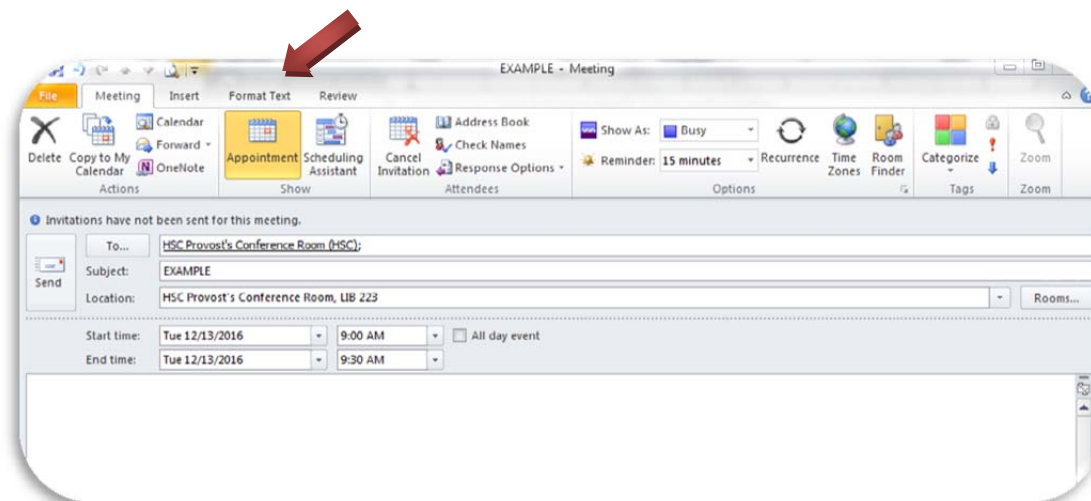 EXAMPLE - Meeting
File Meeting Insert Format Text Review
Delete
Copy to My Calendar
Calendar
Forward
OneNote
Actions
Appointment
Scheduling Assistant
Show
Cancel Invitation
Address Book
Check Names
Response Options
Attendees
Show As: Busy
Reminder: 15 minutes
Recurrence
Time Zones
Room Finder
Options
Categorize
Tags
Zoom
Zoom
Invitations have not been sent for this meeting.
Send
To... HSC Provost's Conference Room (HSC);
Subject: EXAMPLE
Location: HSC Provost's Conference Room, LIB 223
Rooms...
Start time: Tue 12/13/2016 9:00 AM All day event
End time: Tue 12/13/2016 9:30 AM